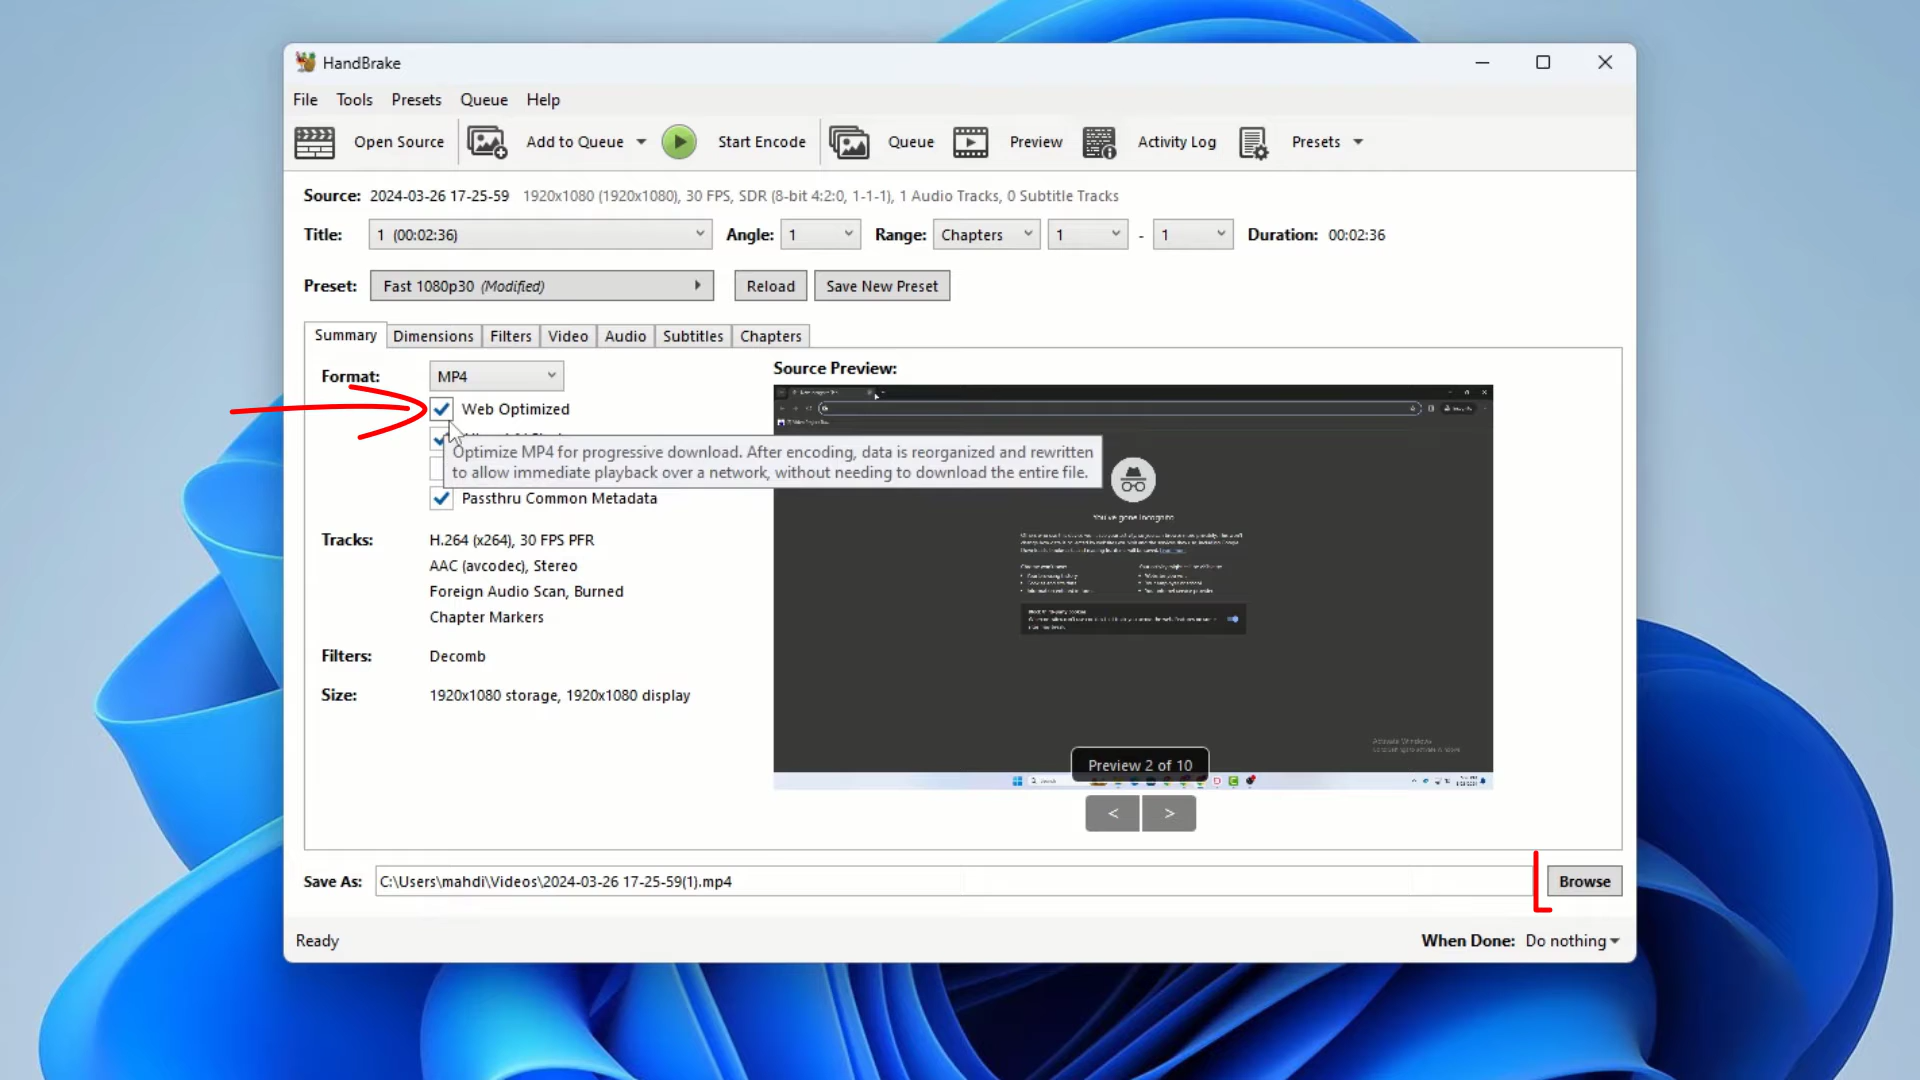 HandBrake
File Tools Presets Queue Help
Open Source Add to Queue Start Encode Queue Preview Activity Log Presets
Source: 2024-03-26 17-25-59 1920x1080 (1920x1080), 30 FPS, SDR (8-bit 4:2:0, 1-1-1), 1 Audio Tracks, 0 Subtitle Tracks
Title: 1 (00:02:36) Angle: 1 Range: Chapters 1 - 1 Duration: 00:02:36
Preset: Fast 1080p30 (Modified) Reload Save New Preset
Summary Dimensions Filters Video Audio Subtitles Chapters
Format: MP4
Source Preview:
Web Optimized
Optimize MP4 for progressive download. After encoding, data is reorganized and rewritten
to allow immediate playback over a network, without needing to download the entire file.
Passthru Common Metadata
You've gone Incognito
Tracks: H.264 (x264), 30 FPS PFR
AAC (avcodec), Stereo
Foreign Audio Scan, Burned
Chapter Markers
Filters: Decomb
Size: 1920x1080 storage, 1920x1080 display
Activate Windows
Preview 2 of 10
< >
Save As: C:\Users\mahdi\Videos\2024-03-26 17-25-59(1).mp4 Browse
Ready When Done: Do nothing